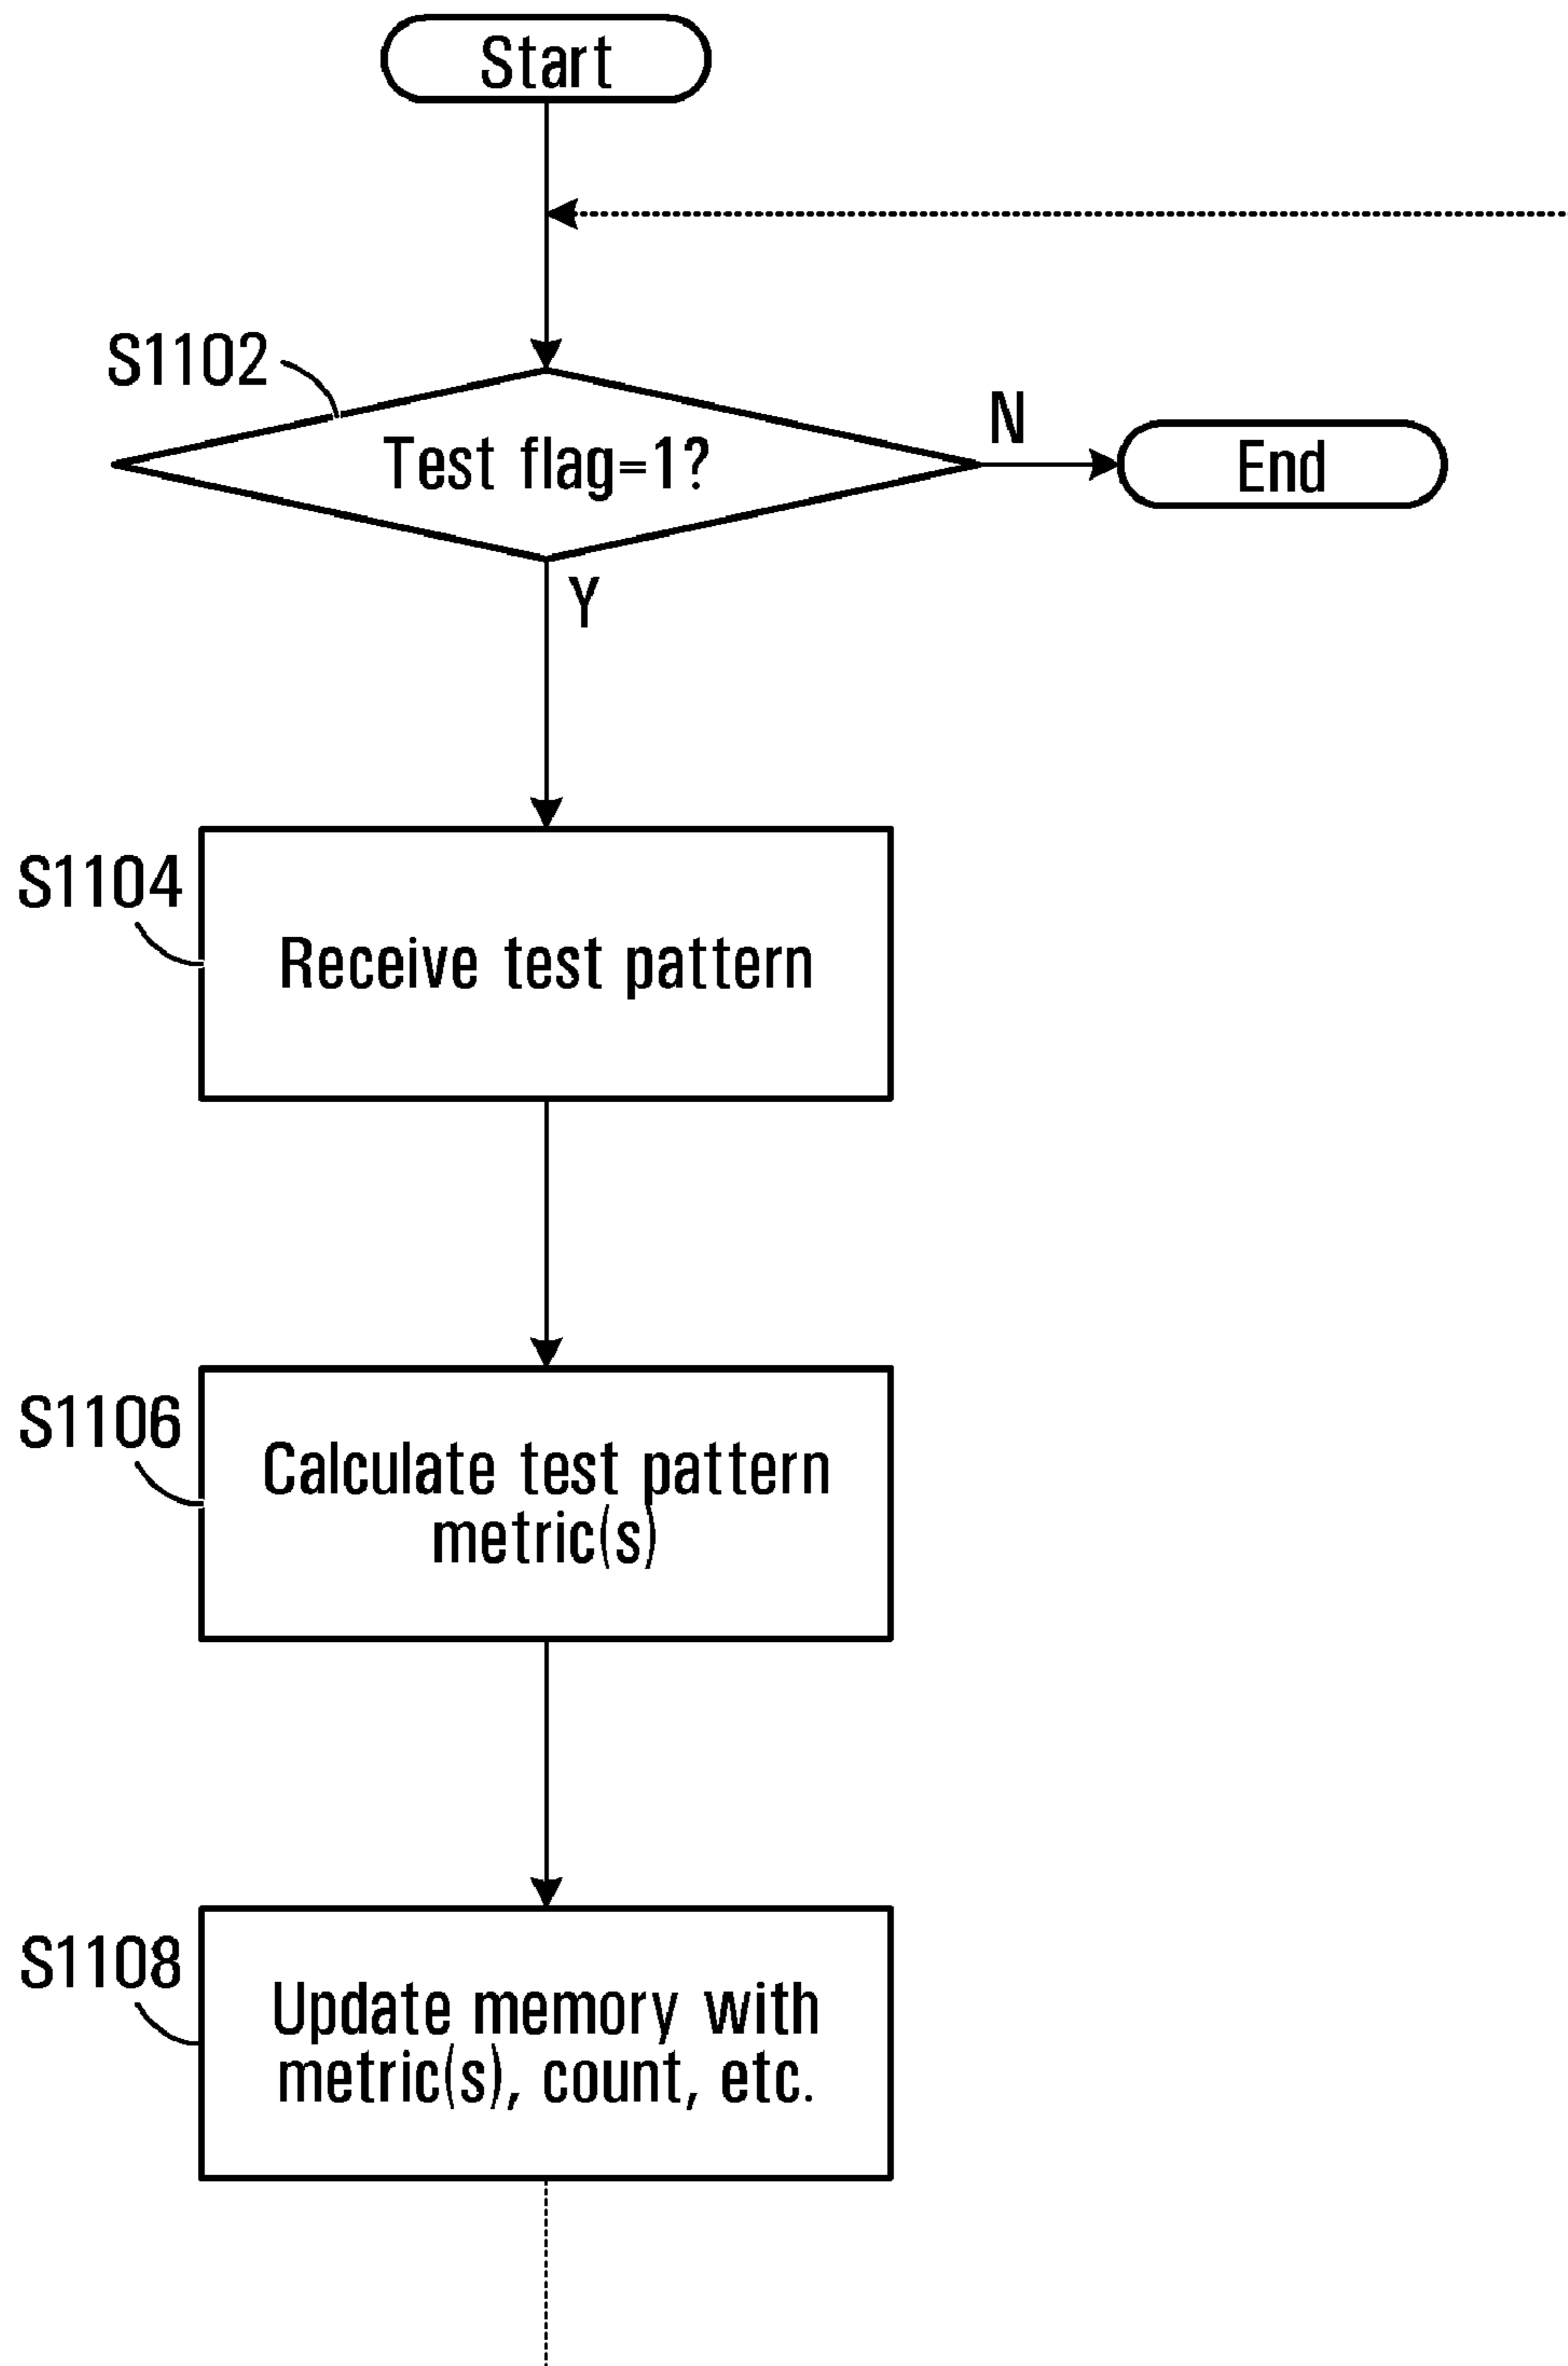 Start
S1102
Test flag=1?
N
End
Y
S1104
Receive test pattern
S1106
Calculate test pattern
metric(s)
S1108
Update memory with
metric(s), count, etc.